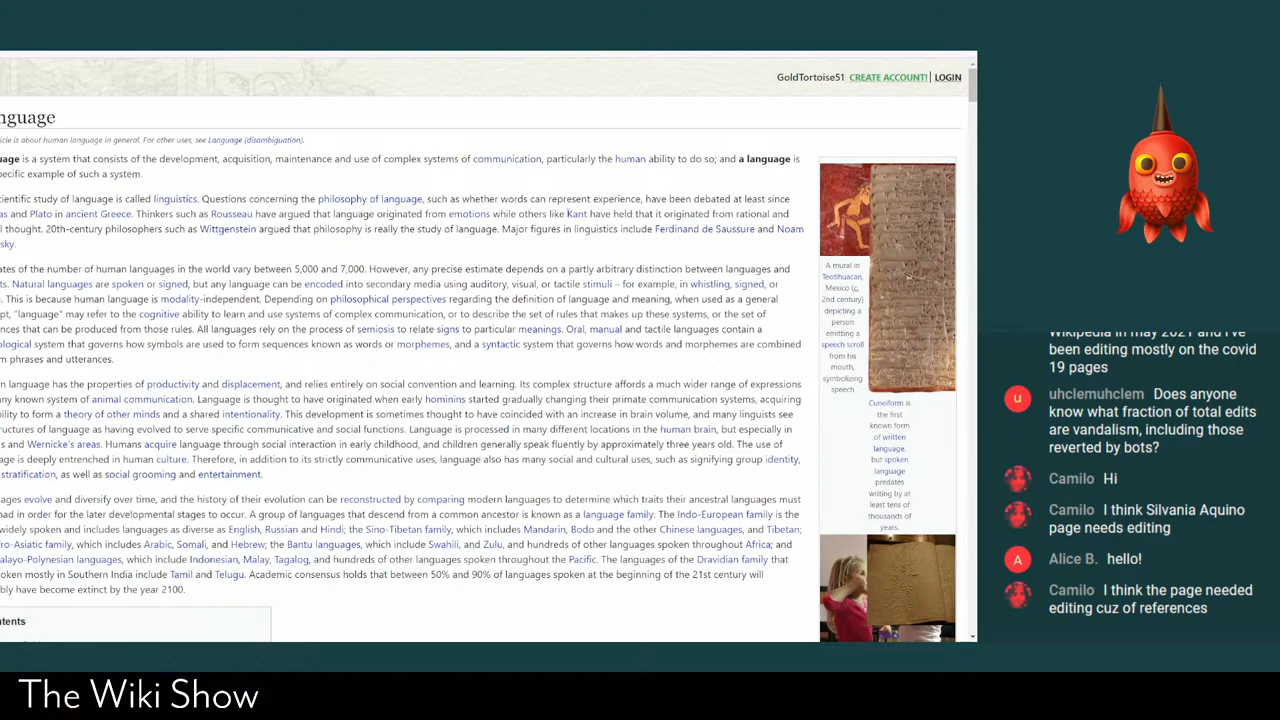 GoldTortoise51 CREATE ACCOUNT! LOGIN
nguage
icle is about human language in general. For other uses, see Language (disambiguation).
uage is a system that consists of the development, acquisition, maintenance and use of complex systems of communication, particularly the human ability to do so; and a language is
pecific example of such a system.
cientific study of language is called linguistics. Questions concerning the philosophy of language, such as whether words can represent experience, have been debated at least since
as and Plato in ancient Greece. Thinkers such as Rousseau have argued that language originated from emotions while others like Kant have held that it originated from rational and
l thought. 20th-century philosophers such as Wittgenstein argued that philosophy is really the study of language. Major figures in linguistics include Ferdinand de Saussure and Noam
sky.
ates of the number of human languages in the world vary between 5,000 and 7,000. However, any precise estimate depends on a partly arbitrary distinction between languages and
ts. Natural languages are spoken or signed, but any language can be encoded into secondary media using auditory, visual, or tactile stimuli – for example, in whistling, signed, or
e. This is because human language is modality-independent. Depending on philosophical perspectives regarding the definition of language and meaning, when used as a general
pt, "language" may refer to the cognitive ability to learn and use systems of complex communication, or to describe the set of rules that makes up these systems, or the set of
nces that can be produced from those rules. All languages rely on the process of semiosis to relate signs to particular meanings. Oral, manual and tactile languages contain a
ological system that governs how symbols are used to form sequences known as words or morphemes, and a syntactic system that governs how words and morphemes are combined
m phrases and utterances.
n language has the properties of productivity and displacement, and relies entirely on social convention and learning. Its complex structure affords a much wider range of expressions
ny known system of animal communication. Language is thought to have originated when early hominins started gradually changing their primary communication systems, acquiring
bility to form a theory of other minds and a shared intentionality. This development is sometimes thought to have coincided with an increase in brain volume, and many linguists see
ructures of language as having evolved to serve specific communicative and social functions. Language is processed in many different locations in the human brain, but especially in
s and Wernicke's areas. Humans acquire language through social interaction in early childhood, and children generally speak fluently by approximately three years old. The use of
age is deeply entrenched in human culture. Therefore, in addition to its strictly communicative uses, language also has many social and cultural uses, such as signifying group identity,
stratification, as well as social grooming and entertainment.
ages evolve and diversify over time, and the history of their evolution can be reconstructed by comparing modern languages to determine which traits their ancestral languages must
had in order for the later developmental stages to occur. A group of languages that descend from a common ancestor is known as a language family. The Indo-European family is the
widely spoken and includes languages as diverse as English, Russian and Hindi; the Sino-Tibetan family, which includes Mandarin, Bodo and the other Chinese languages, and Tibetan;
ro-Asiatic family, which includes Arabic, Somali, and Hebrew; the Bantu languages, which include Swahili, and Zulu, and hundreds of other languages spoken throughout Africa; and
alayo-Polynesian languages, which include Indonesian, Malay, Tagalog, and hundreds of other languages spoken throughout the Pacific. The languages of the Dravidian family that
oken mostly in Southern India include Tamil and Telugu. Academic consensus holds that between 50% and 90% of languages spoken at the beginning of the 21st century will
bly have become extinct by the year 2100.
ntents
A mural in
Teotihuacan,
Mexico (c.
2nd century)
depicting a
person
emitting a
speech scroll
from his
mouth,
symbolizing
speech
Cuneiform is
the first
known form
of written
language,
but spoken
language
predates
writing by at
least tens of
thousands of
years.
Wikipedia in may 2021 and I've
been editing mostly on the covid
19 pages
U uhclemuhclem Does anyone
know what fraction of total edits
are vandalism, including those
reverted by bots?
Camilo Hi
Camilo I think Silvania Aquino
page needs editing
A Alice B. hello!
Camilo I think the page needed
editing cuz of references
The Wiki Show